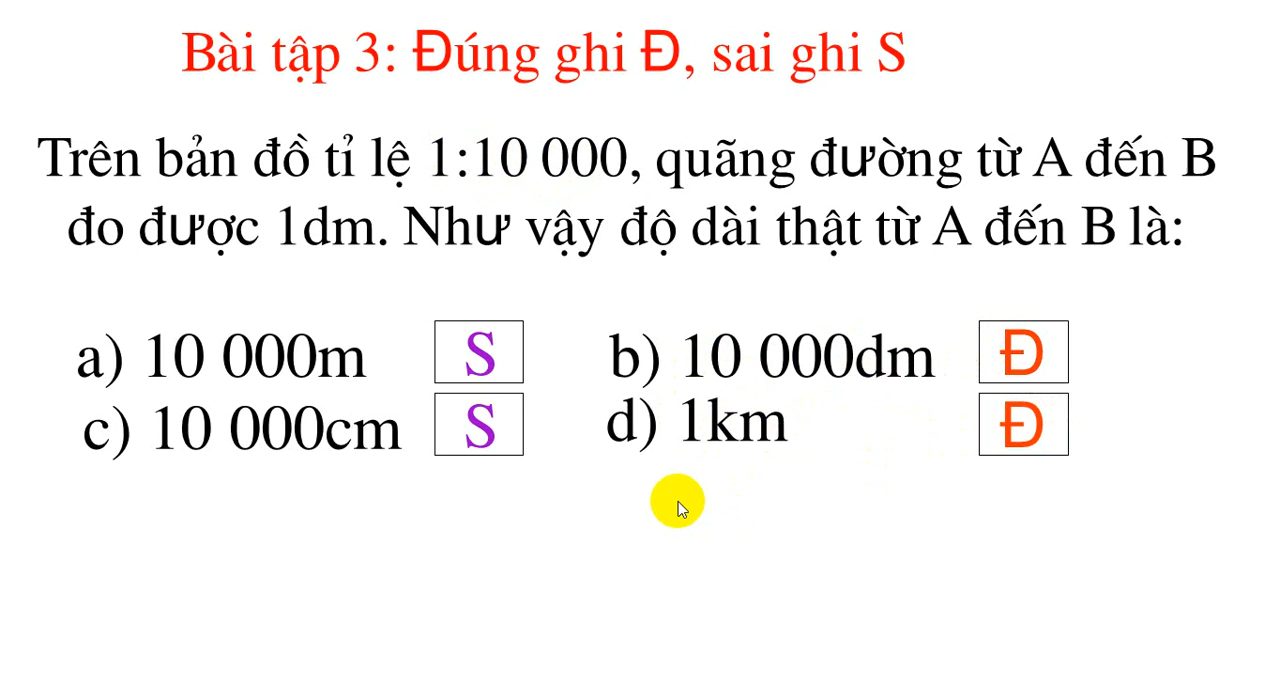 Bài tập 3: Đúng ghi Đ, sai ghi S
Trên bản đồ tỉ lệ 1:10 000, quãng đường từ A đến B
đo được 1dm. Như vậy độ dài thật từ A đến B là:
a) 10 000m S b) 10 000dm Đ
c) 10 000cm S d) 1km Đ